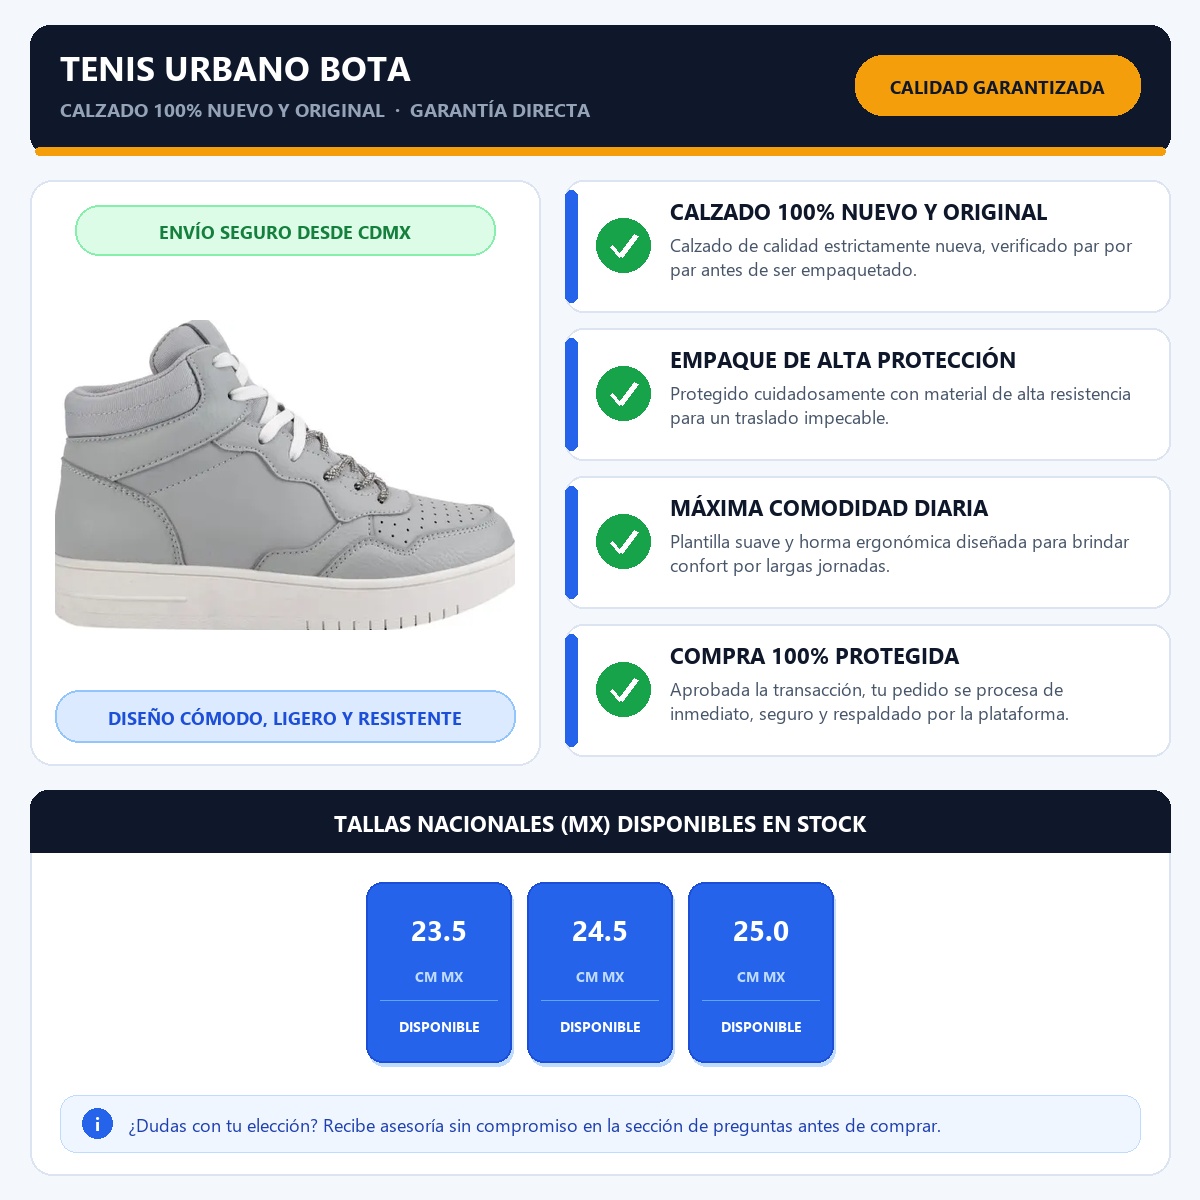 TENIS URBANO BOTA
CALZADO 100% NUEVO Y ORIGINAL · GARANTÍA DIRECTA
CALIDAD GARANTIZADA
ENVÍO SEGURO DESDE CDMX
DISEÑO CÓMODO, LIGERO Y RESISTENTE
CALZADO 100% NUEVO Y ORIGINAL
Calzado de calidad estrictamente nueva, verificado par por
par antes de ser empaquetado.
EMPAQUE DE ALTA PROTECCIÓN
Protegido cuidadosamente con material de alta resistencia
para un traslado impecable.
MÁXIMA COMODIDAD DIARIA
Plantilla suave y horma ergonómica diseñada para brindar
confort por largas jornadas.
COMPRA 100% PROTEGIDA
Aprobada la transacción, tu pedido se procesa de
inmediato, seguro y respaldado por la plataforma.
TALLAS NACIONALES (MX) DISPONIBLES EN STOCK
23.5
CM MX
DISPONIBLE
24.5
CM MX
DISPONIBLE
25.0
CM MX
DISPONIBLE
¿Dudas con tu elección? Recibe asesoría sin compromiso en la sección de preguntas antes de comprar.